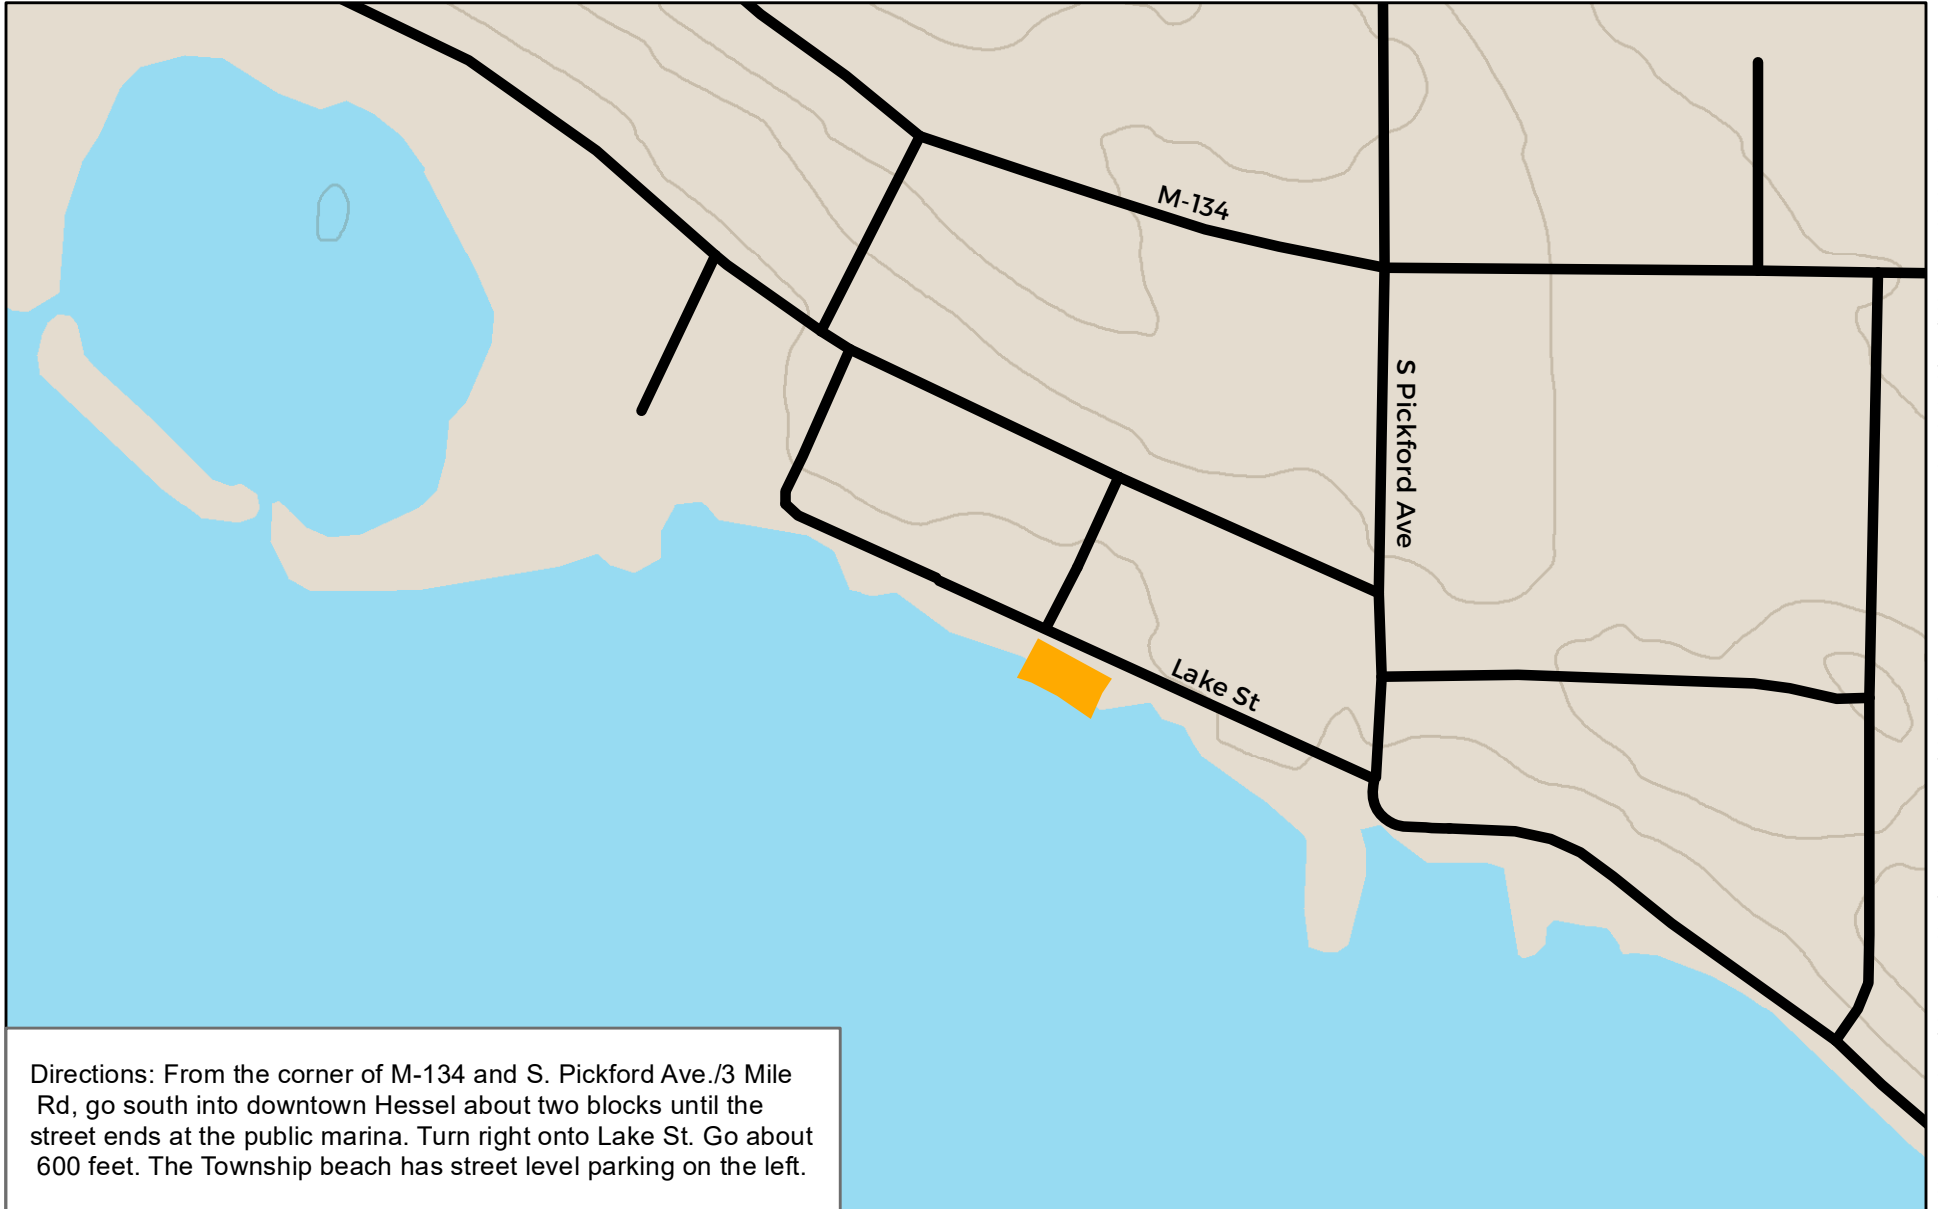 M-134
S Pickford Ave
Lake St
Directions: From the corner of M-134 and S. Pickford Ave./3 Mile
Rd, go south into downtown Hessel about two blocks until the
street ends at the public marina. Turn right onto Lake St. Go about
600 feet. The Township beach has street level parking on the left.